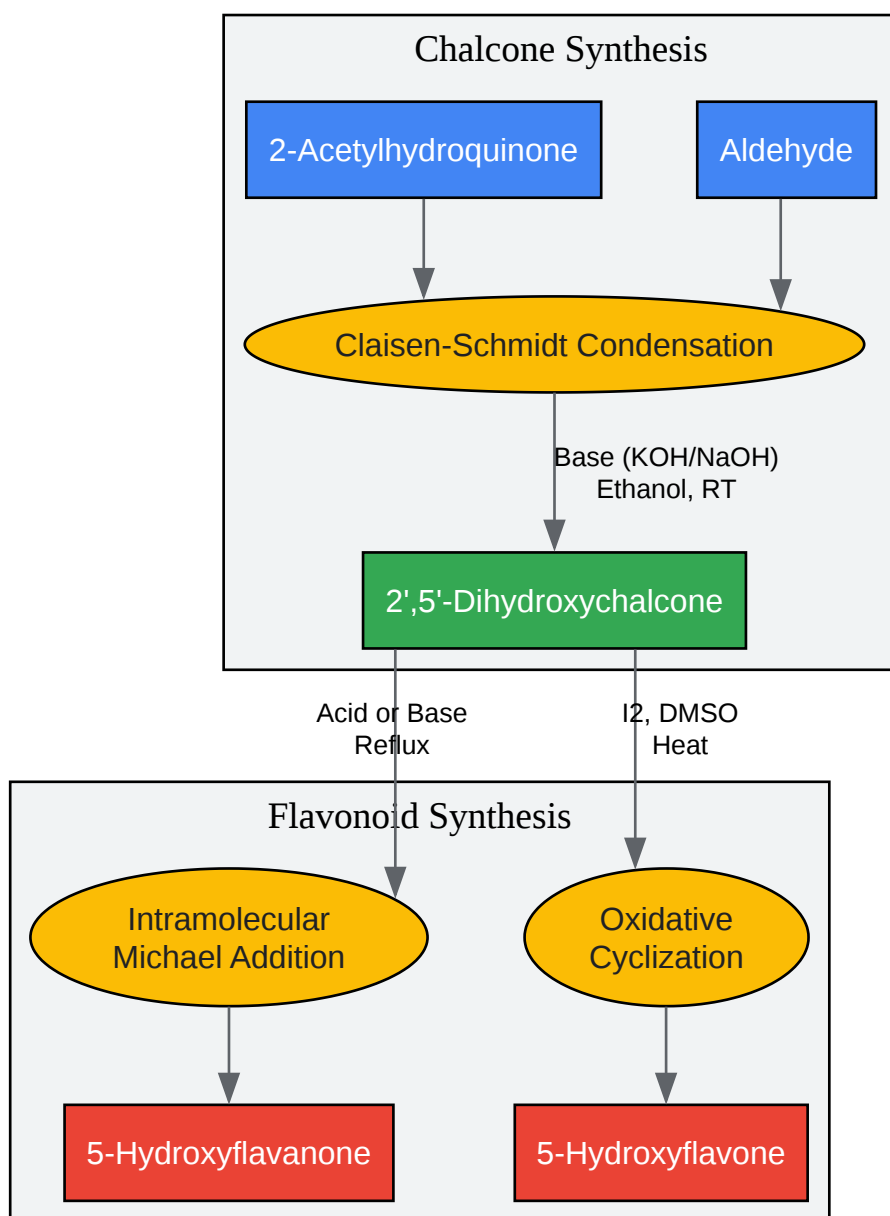 Chalcone Synthesis
2-Acetylhydroquinone
Aldehyde
Claisen-Schmidt Condensation
Base (KOH/NaOH)
Ethanol, RT
2',5'-Dihydroxychalcone
Acid or Base
Reflux
I2, DMSO
Heat
Flavonoid Synthesis
Intramolecular
Michael Addition
Oxidative
Cyclization
5-Hydroxyflavanone
5-Hydroxyflavone